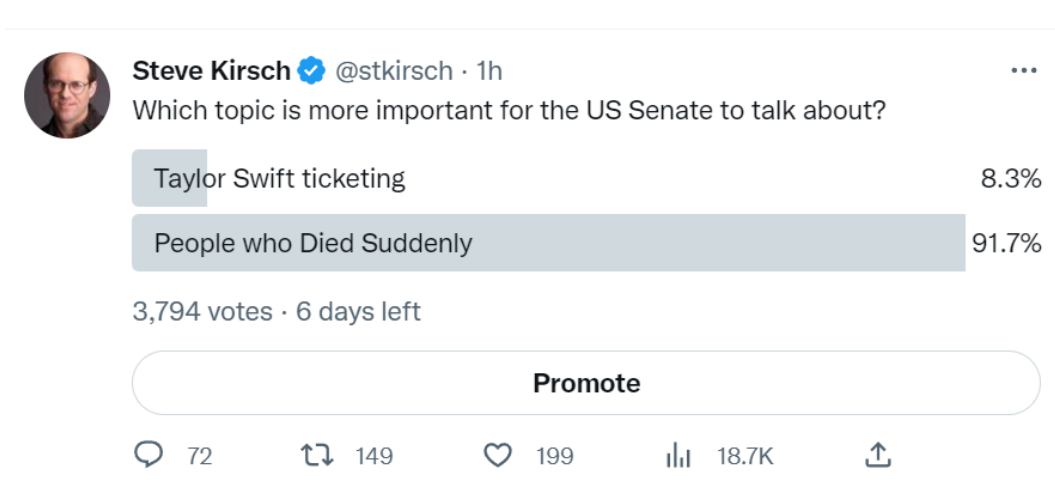 Steve Kirsch @stkirsch · 1h
Which topic is more important for the US Senate to talk about?
Taylor Swift ticketing 8.3%
People who Died Suddenly 91.7%
3,794 votes · 6 days left
Promote
72 149 199 18.7K